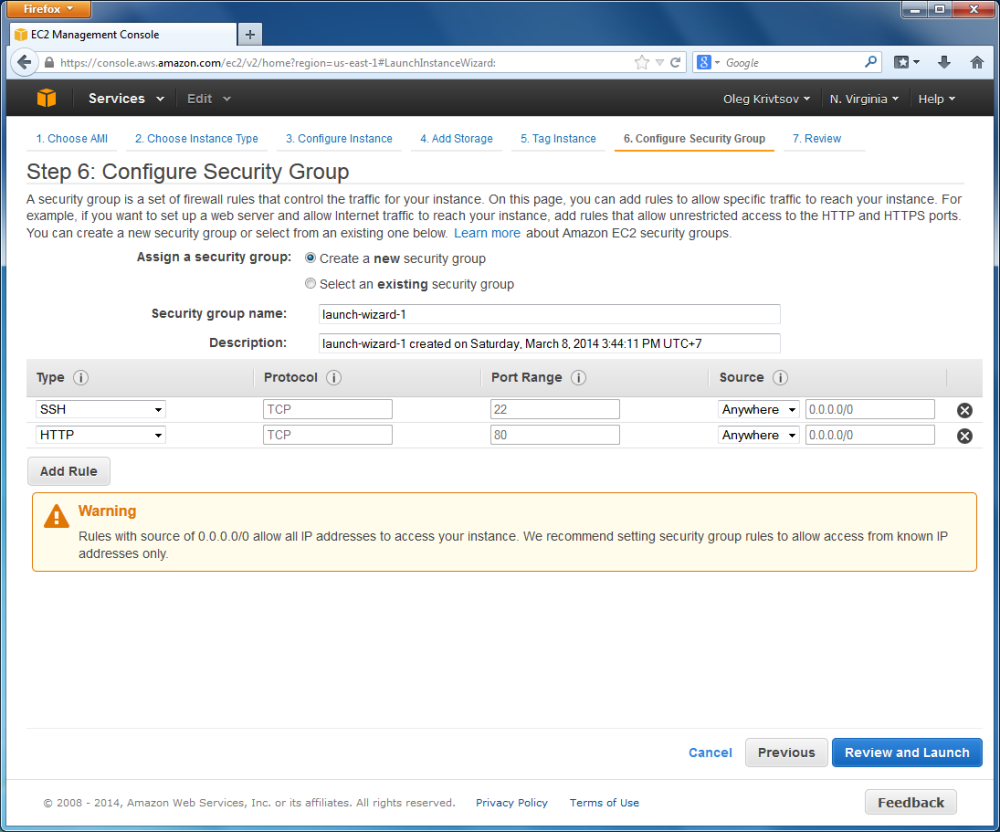 Firefox
EC2 Management Console
https://console.aws.amazon.com/ec2/v2/home?region=us-east-1#LaunchInstanceWizard:
Google
Services Edit Oleg Krivtsov N. Virginia Help
1. Choose AMI 2. Choose Instance Type 3. Configure Instance 4. Add Storage 5. Tag Instance 6. Configure Security Group 7. Review
Step 6: Configure Security Group
A security group is a set of firewall rules that control the traffic for your instance. On this page, you can add rules to allow specific traffic to reach your instance. For
example, if you want to set up a web server and allow Internet traffic to reach your instance, add rules that allow unrestricted access to the HTTP and HTTPS ports.
You can create a new security group or select from an existing one below. Learn more about Amazon EC2 security groups.
Assign a security group: Create a new security group
Select an existing security group
Security group name: launch-wizard-1
Description: launch-wizard-1 created on Saturday, March 8, 2014 3:44:11 PM UTC+7
Type Protocol Port Range Source
SSH TCP 22 Anywhere 0.0.0.0/0
HTTP TCP 80 Anywhere 0.0.0.0/0
Add Rule
Warning
Rules with source of 0.0.0.0/0 allow all IP addresses to access your instance. We recommend setting security group rules to allow access from known IP
addresses only.
Cancel Previous Review and Launch
© 2008 - 2014, Amazon Web Services, Inc. or its affiliates. All rights reserved. Privacy Policy Terms of Use Feedback